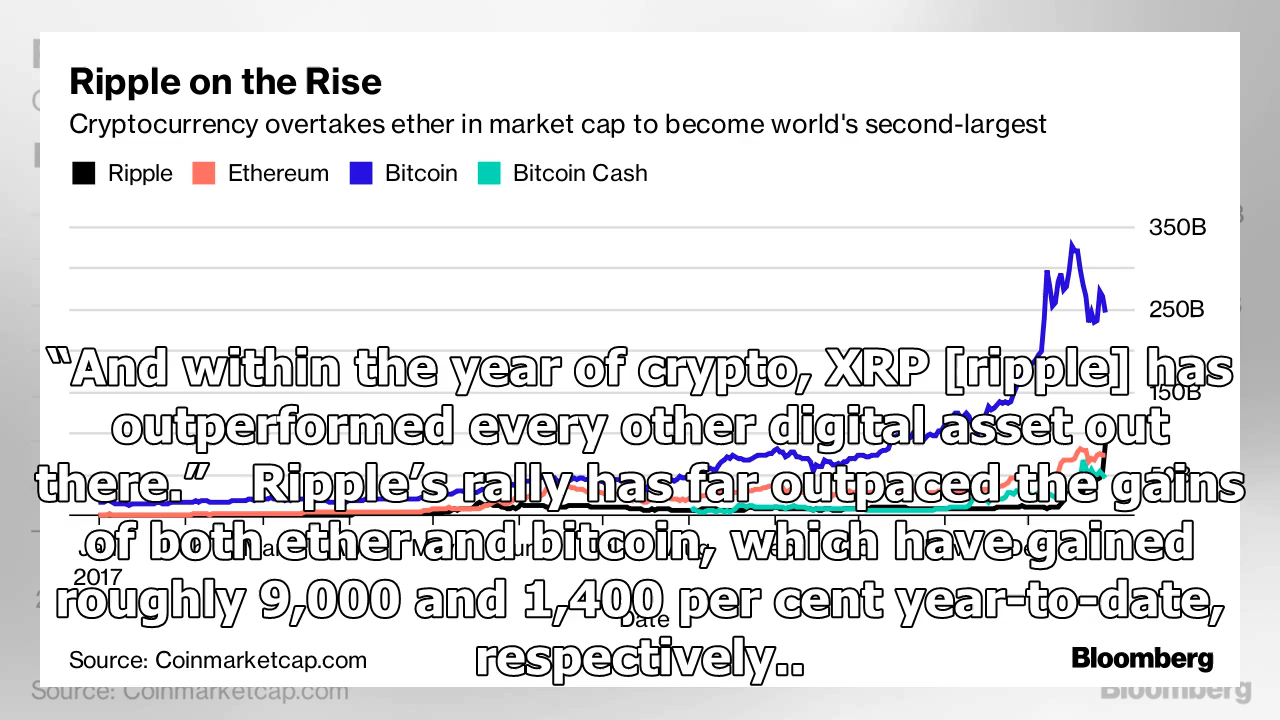 Ripple on the Rise
Cryptocurrency overtakes ether in market cap to become world's second-largest
Ripple Ethereum Bitcoin Bitcoin Cash
350B
250B
150B
“And within the year of crypto, XRP [ripple] has
outperformed every other digital asset out
there.” Ripple’s rally has far outpaced the gains
of both ether and bitcoin, which have gained
roughly 9,000 and 1,400 per cent year-to-date,
respectively..
2017
Date
Source: Coinmarketcap.com
Bloomberg
Source: Coinmarketcap.com
Bloomberg